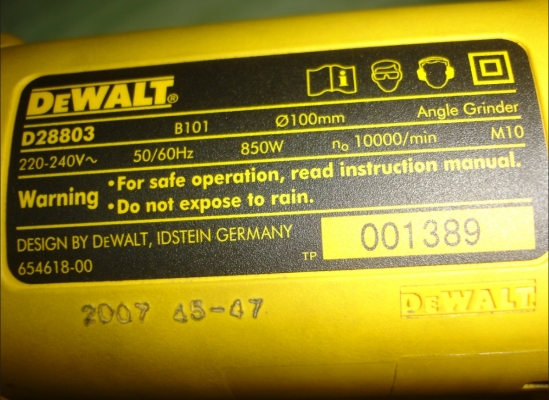 DEWALT®
D28803 B101 Ø100mm Angle Grinder
220-240V~ 50/60Hz 850W n₀ 10000/min M10
Warning •For safe operation, read instruction manual.
•Do not expose to rain.
DESIGN BY DEWALT, IDSTEIN GERMANY
TP 001389
654618-00
2007 45-47
DEWALT